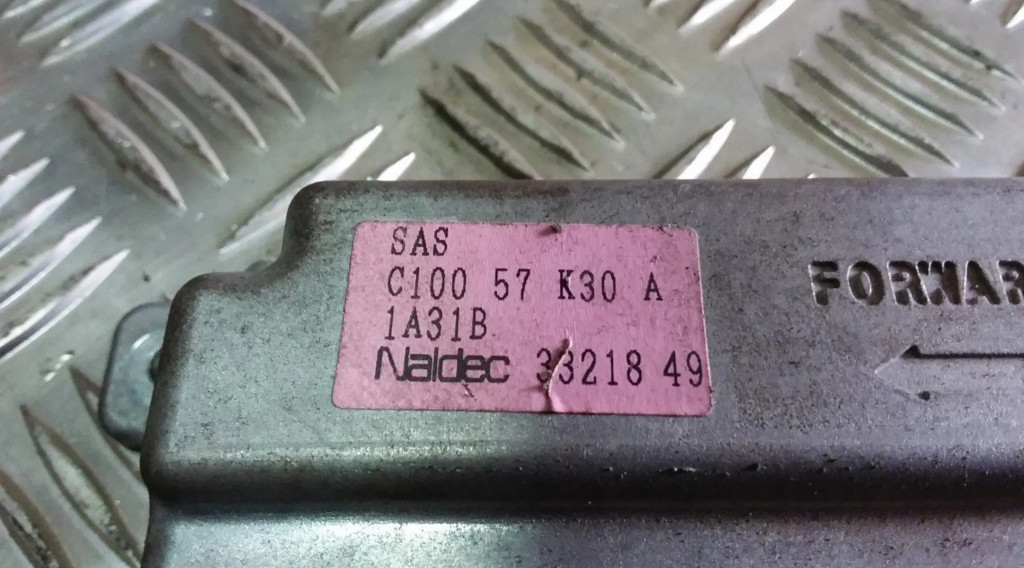 SAS
C100 57 K30 A
1A31B
Naldec 33218 49
FORWAR